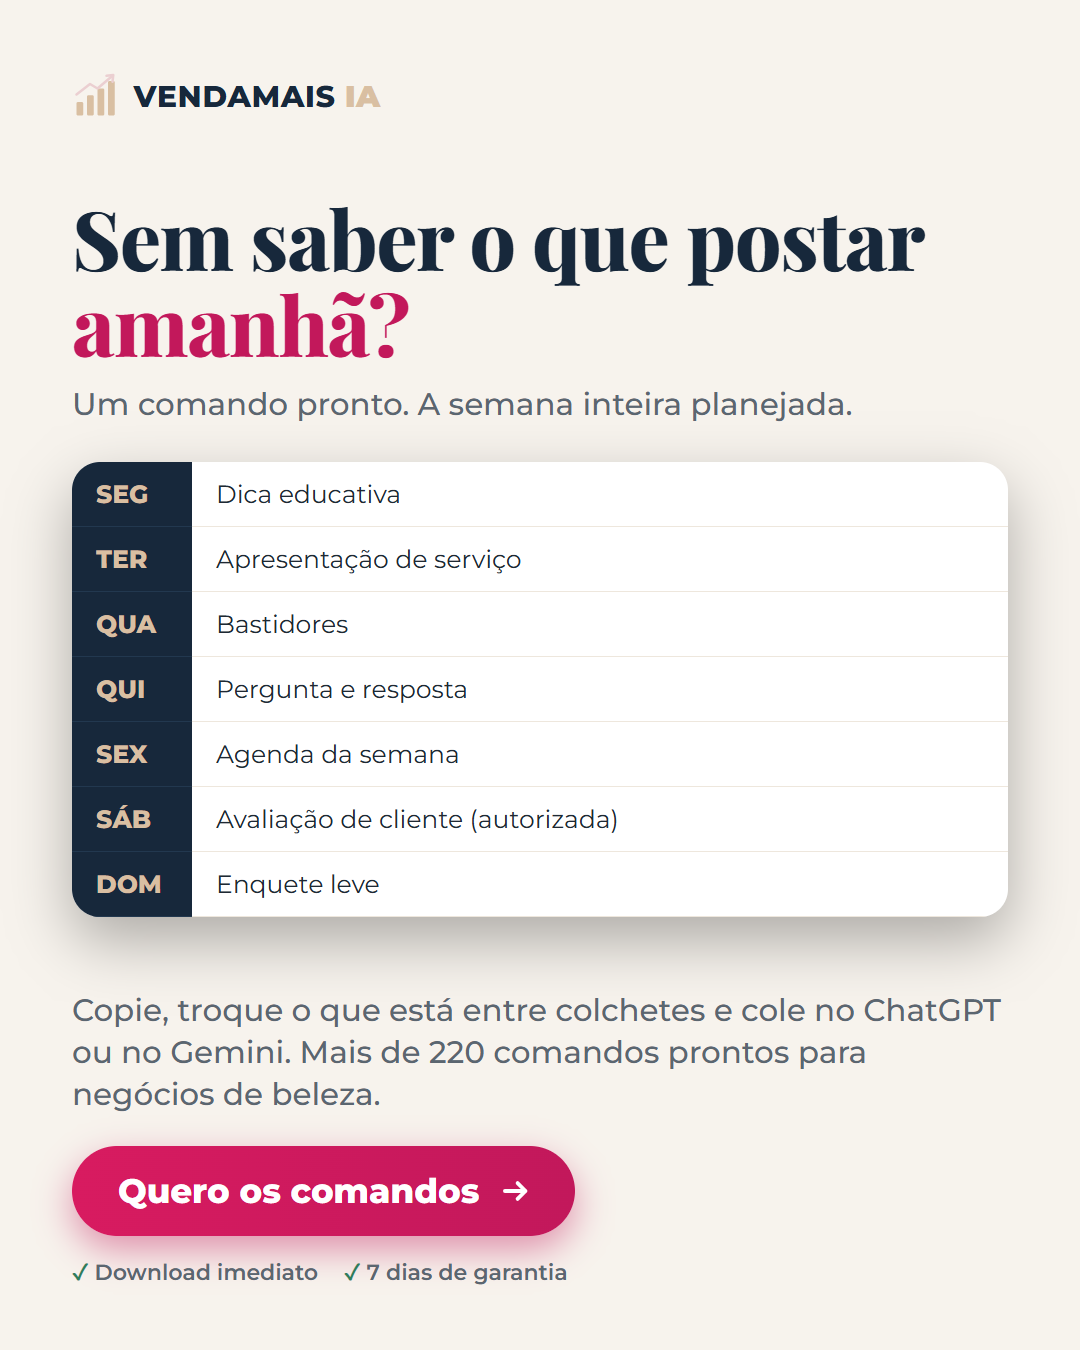 VENDAMAIS IA
Sem saber o que postar
amanhã?
Um comando pronto. A semana inteira planejada.
SEG Dica educativa
TER Apresentação de serviço
QUA Bastidores
QUI Pergunta e resposta
SEX Agenda da semana
SÁB Avaliação de cliente (autorizada)
DOM Enquete leve
Copie, troque o que está entre colchetes e cole no ChatGPT
ou no Gemini. Mais de 220 comandos prontos para
negócios de beleza.
Quero os comandos →
✓ Download imediato ✓ 7 dias de garantia